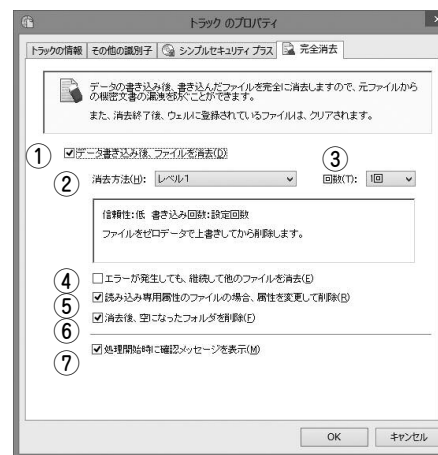 トラック のプロパティ
トラックの情報 その他の識別子 シンプルセキュリティ プラス 完全消去
データの書き込み後、書き込んだファイルを完全に消去しますので、元ファイルから
の機密文書の漏洩を防ぐことができます。
また、消去終了後、ウェルに登録されているファイルは、クリアされます。
① データ書き込み後、ファイルを消去(D)
② 消去方法(H): レベル1 ③ 回数(T): 1回
信頼性:低 書き込み回数:設定回数
ファイルをゼロデータで上書きしてから削除します。
④ エラーが発生しても、継続して他のファイルを消去(E)
⑤ 読み込み専用属性のファイルの場合、属性を変更して削除(R)
⑥ 消去後、空になったフォルダを削除(F)
⑦ 処理開始時に確認メッセージを表示(M)
OK キャンセル